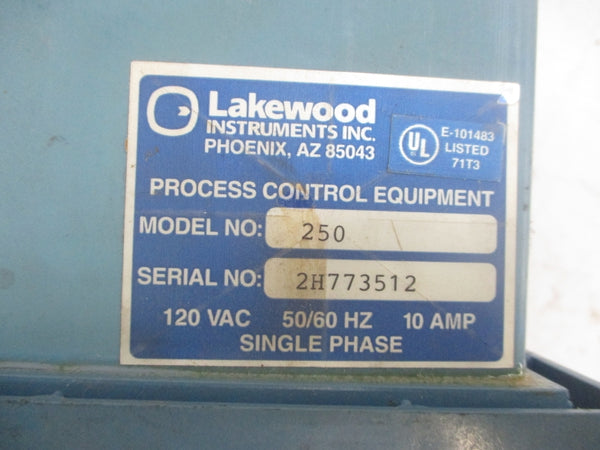 Lakewood
INSTRUMENTS INC.
PHOENIX, AZ 85043
UL
E-101483
LISTED
71T3
PROCESS CONTROL EQUIPMENT
MODEL NO: 250
SERIAL NO: 2H773512
120 VAC 50/60 HZ 10 AMP
SINGLE PHASE